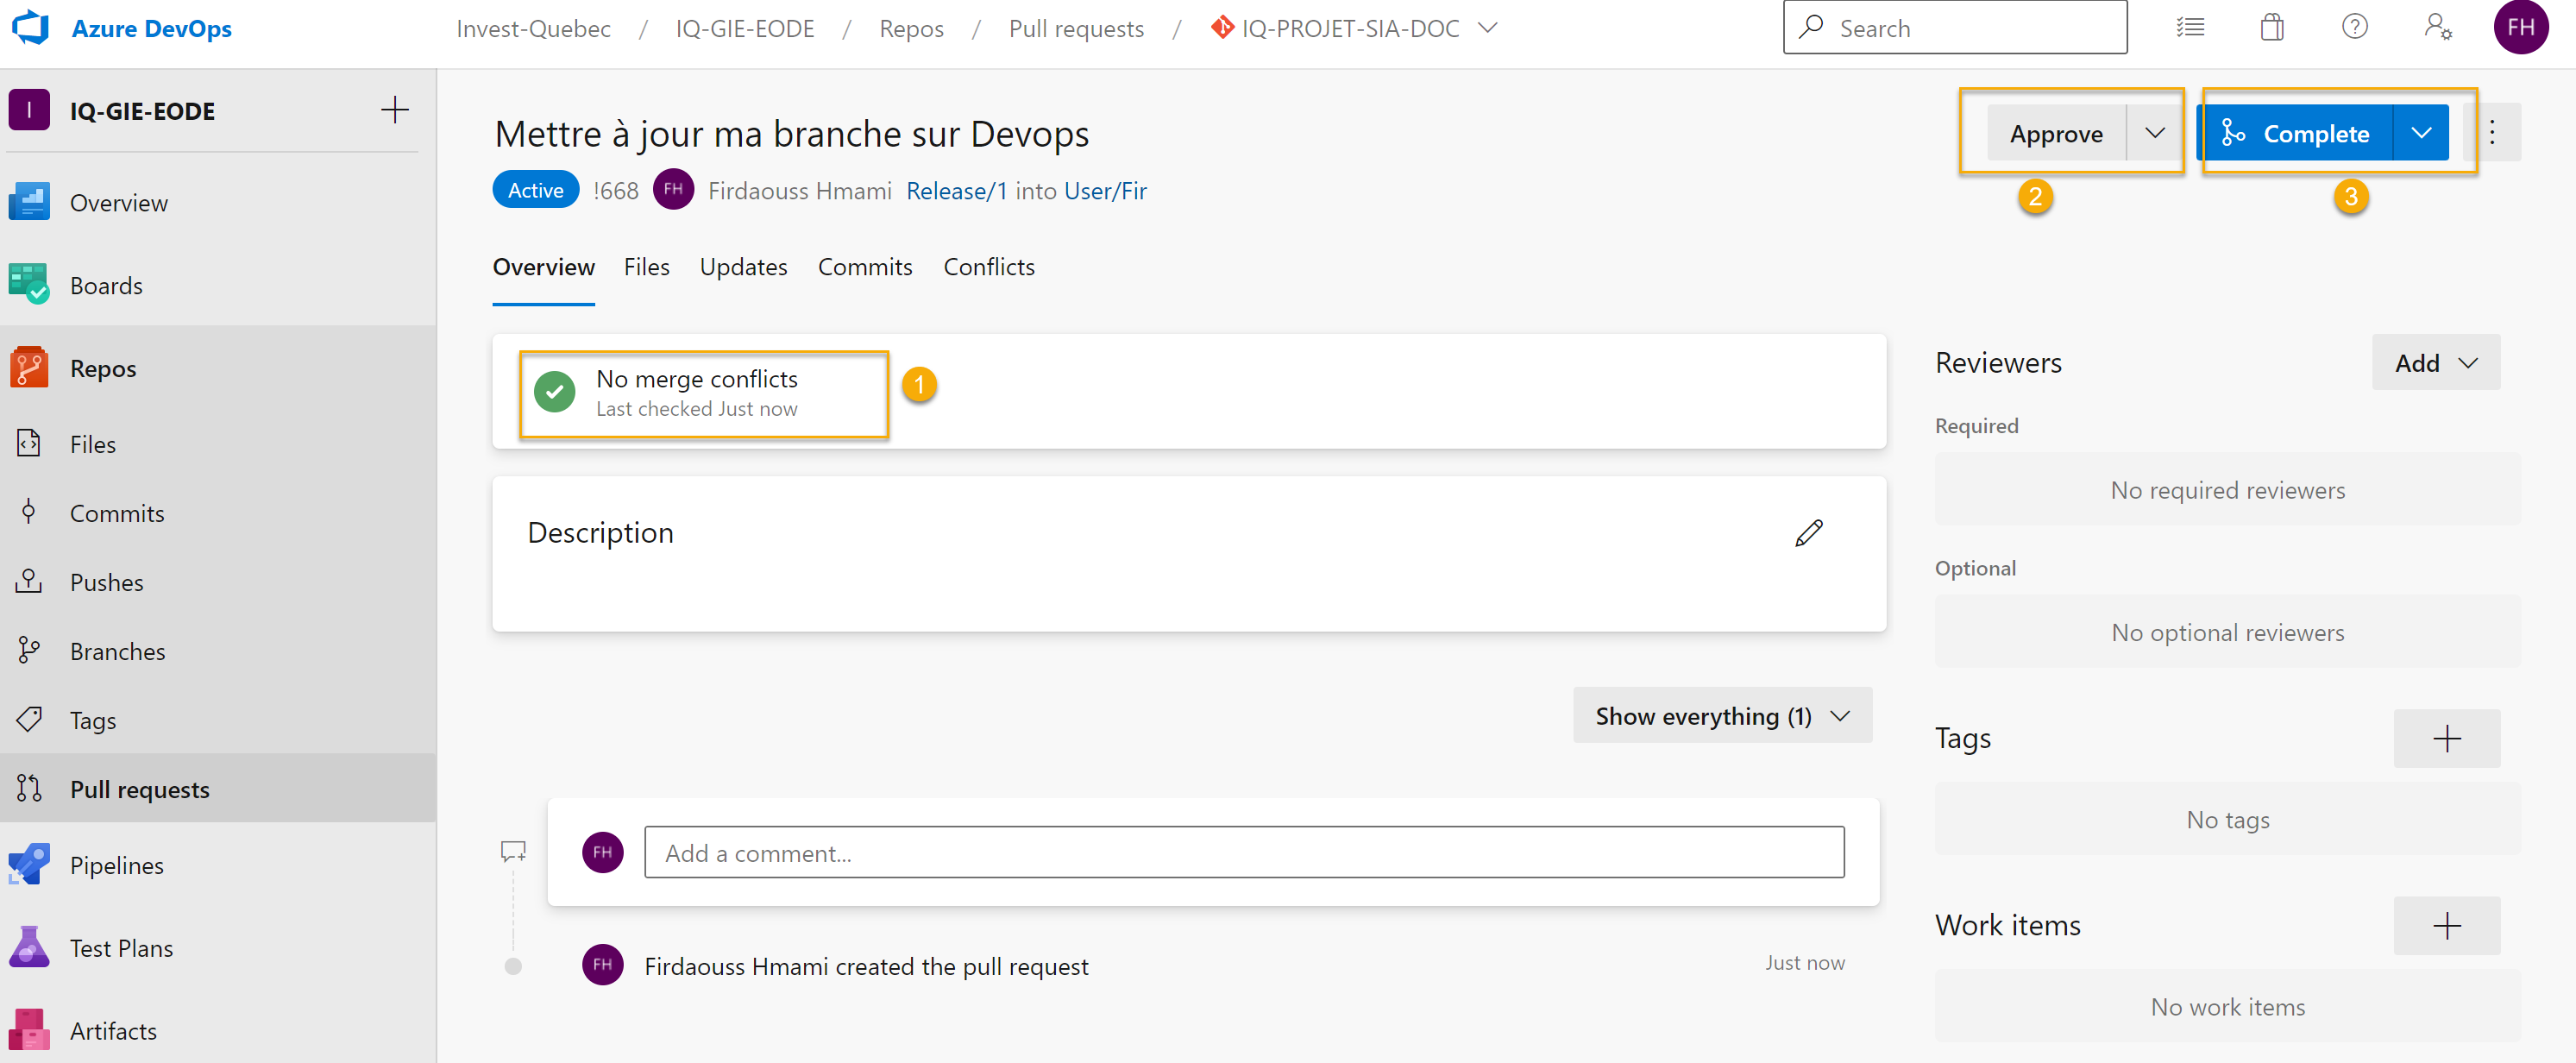 Azure DevOps
Invest-Quebec / IQ-GIE-EODE / Repos / Pull requests / IQ-PROJET-SIA-DOC
Search
FH
I
IQ-GIE-EODE
Overview
Boards
Repos
Files
Commits
Pushes
Branches
Tags
Pull requests
Pipelines
Test Plans
Artifacts
Mettre à jour ma branche sur Devops
Active !668 FH Firdaouss Hmami Release/1 into User/Fir
Approve
2
Complete
3
Overview Files Updates Commits Conflicts
No merge conflicts
Last checked Just now
1
Description
Show everything (1)
FH
Add a comment...
FH
Firdaouss Hmami created the pull request
Just now
Reviewers
Add
Required
No required reviewers
Optional
No optional reviewers
Tags
No tags
Work items
No work items